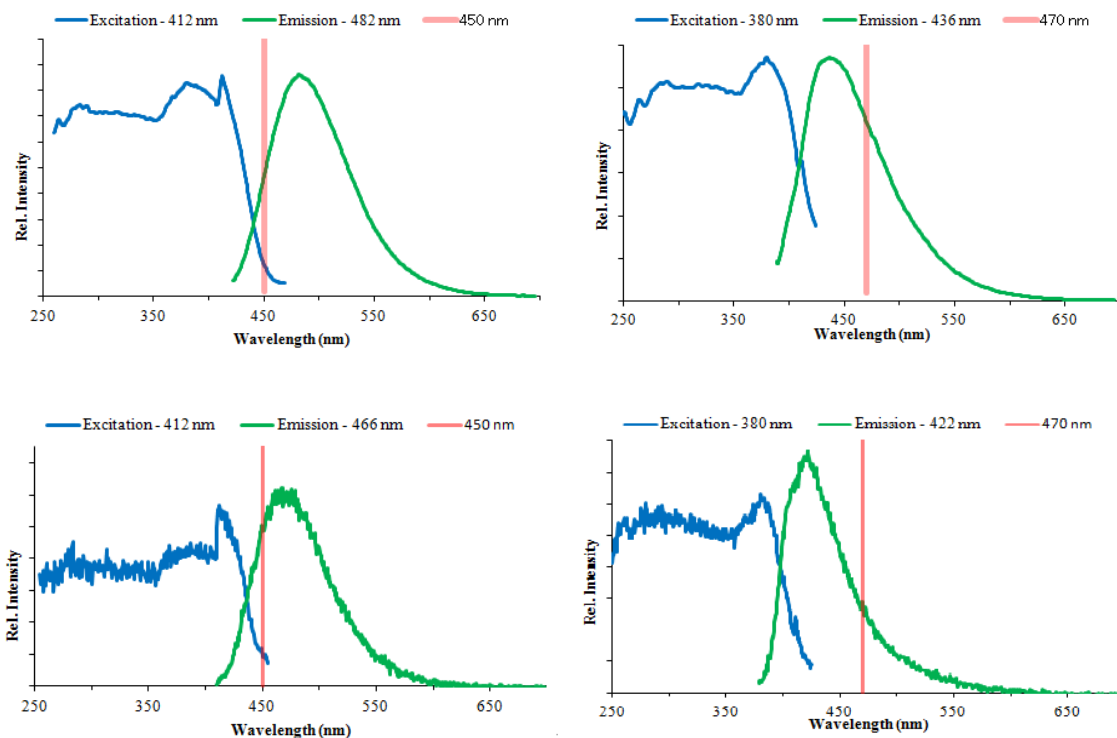 Excitation - 412 nm Emission - 482 nm 450 nm
Rel. Intensity
250 350 450 550 650
Wavelength (nm)
Excitation - 380 nm Emission - 436 nm 470 nm
Rel. Intensity
250 350 450 550 650
Wavelength (nm)
Excitation - 412 nm Emission - 466 nm 450 nm
Rel. Intensity
250 350 450 550 650
Wavelength (nm)
Excitation - 380 nm Emission - 422 nm 470 nm
Rel. Intensity
250 350 450 550 650
Wavelength (nm)